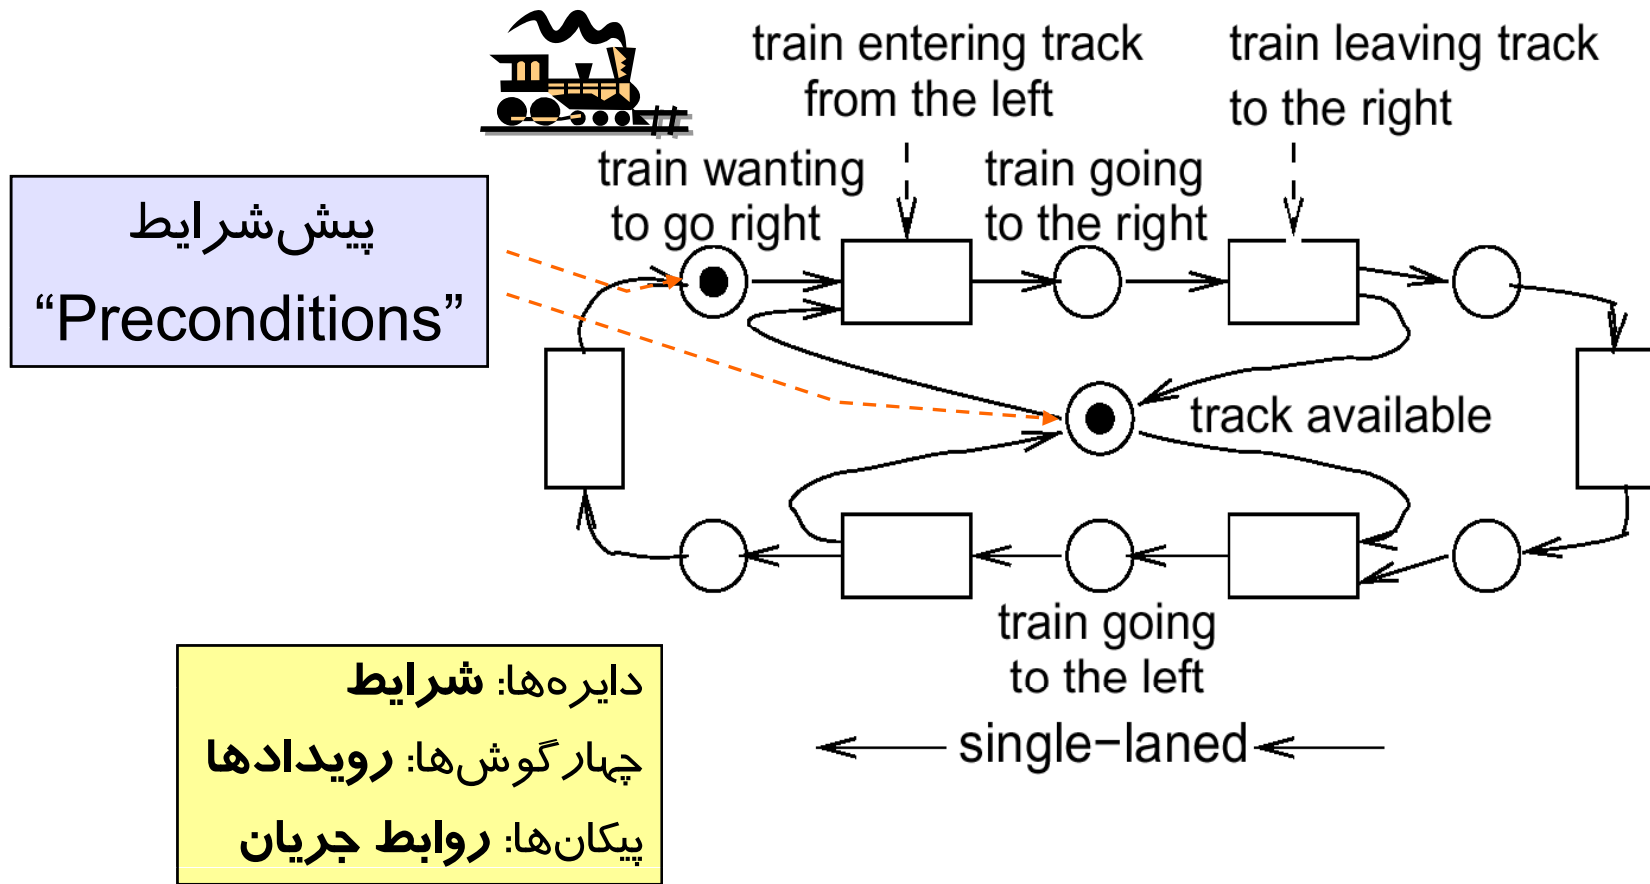 train entering track
from the left
train leaving track
to the right
train wanting
to go right
train going
to the right
پیش‌شرایط
“Preconditions”
track available
train going
to the left
single-laned
دایره‌ها: شرایط
چهارگوش‌ها: رویدادها
پیکان‌ها: روابط جریان